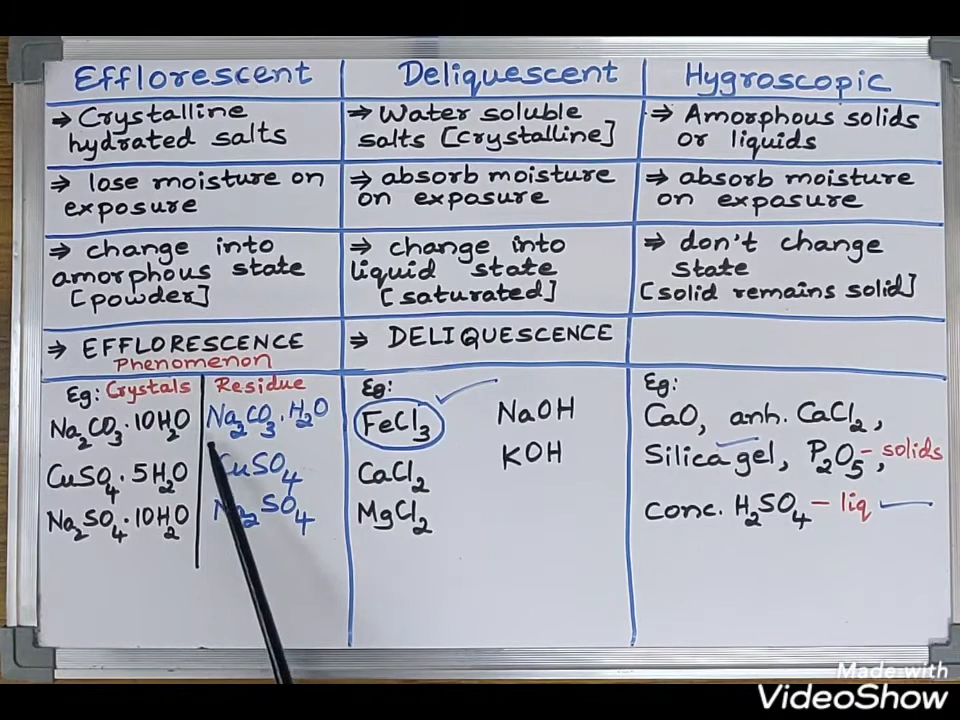 Efflorescent
Deliquescent
Hygroscopic
→ Crystalline
hydrated salts
→ Water soluble
salts [crystalline]
→ Amorphous solids
or liquids
→ lose moisture on
exposure
→ absorb moisture
on exposure
→ absorb moisture
on exposure
→ change into
amorphous state
[powder]
→ change into
liquid state
[saturated]
→ don't change
state
[solid remains solid]
→ EFFLORESCENCE
Phenomenon
→ DELIQUESCENCE
Eg: Crystals
Na₂CO₃·10H₂O
CuSO₄·5H₂O
Na₂SO₄·10H₂O
Residue
Na₂CO₃·H₂O
CuSO₄
Na₂SO₄
Eg:
FeCl₃
CaCl₂
MgCl₂
NaOH
KOH
Eg:
CaO, anh. CaCl₂,
Silica gel, P₂O₅, - solids
conc. H₂SO₄ - liq
Made with
VideoShow